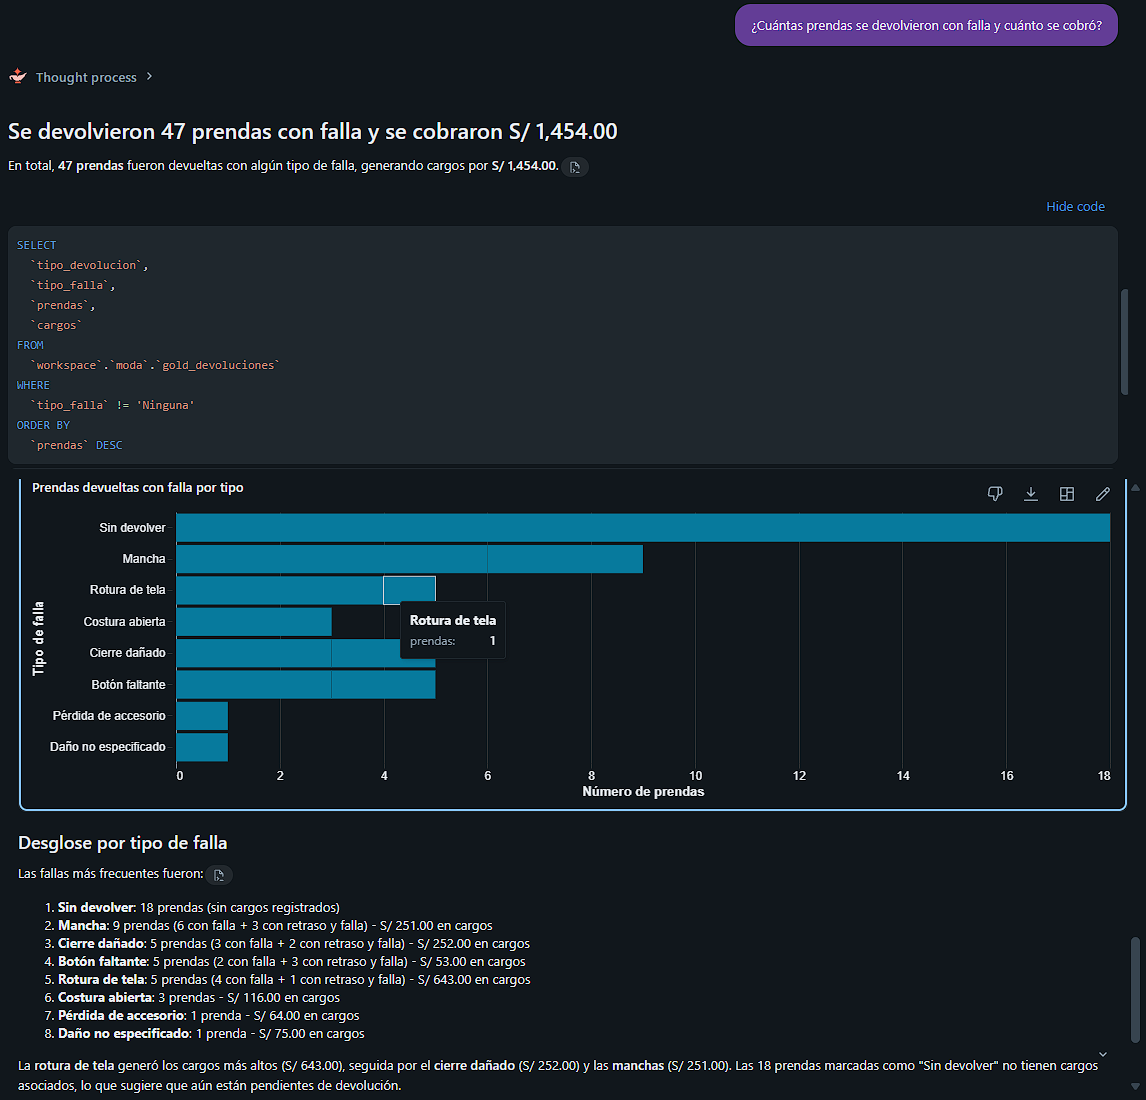 ¿Cuántas prendas se devolvieron con falla y cuánto se cobró?
Thought process
Se devolvieron 47 prendas con falla y se cobraron S/ 1,454.00
En total, 47 prendas fueron devueltas con algún tipo de falla, generando cargos por S/ 1,454.00.
Hide code
SELECT
`tipo_devolucion`,
`tipo_falla`,
`prendas`,
`cargos`
FROM
`workspace`.`moda`.`gold_devoluciones`
WHERE
`tipo_falla` != 'Ninguna'
ORDER BY
`prendas` DESC
Prendas devueltas con falla por tipo
Tipo de falla
Sin devolver
Mancha
Rotura de tela
Costura abierta
Cierre dañado
Botón faltante
Pérdida de accesorio
Daño no especificado
Rotura de tela
prendas: 1
0 2 4 6 8 10 12 14 16 18
Número de prendas
Desglose por tipo de falla
Las fallas más frecuentes fueron:
1. Sin devolver: 18 prendas (sin cargos registrados)
2. Mancha: 9 prendas (6 con falla + 3 con retraso y falla) - S/ 251.00 en cargos
3. Cierre dañado: 5 prendas (3 con falla + 2 con retraso y falla) - S/ 252.00 en cargos
4. Botón faltante: 5 prendas (2 con falla + 3 con retraso y falla) - S/ 53.00 en cargos
5. Rotura de tela: 5 prendas (4 con falla + 1 con retraso y falla) - S/ 643.00 en cargos
6. Costura abierta: 3 prendas - S/ 116.00 en cargos
7. Pérdida de accesorio: 1 prenda - S/ 64.00 en cargos
8. Daño no especificado: 1 prenda - S/ 75.00 en cargos
La rotura de tela generó los cargos más altos (S/ 643.00), seguida por el cierre dañado (S/ 252.00) y las manchas (S/ 251.00). Las 18 prendas marcadas como "Sin devolver" no tienen cargos
asociados, lo que sugiere que aún están pendientes de devolución.